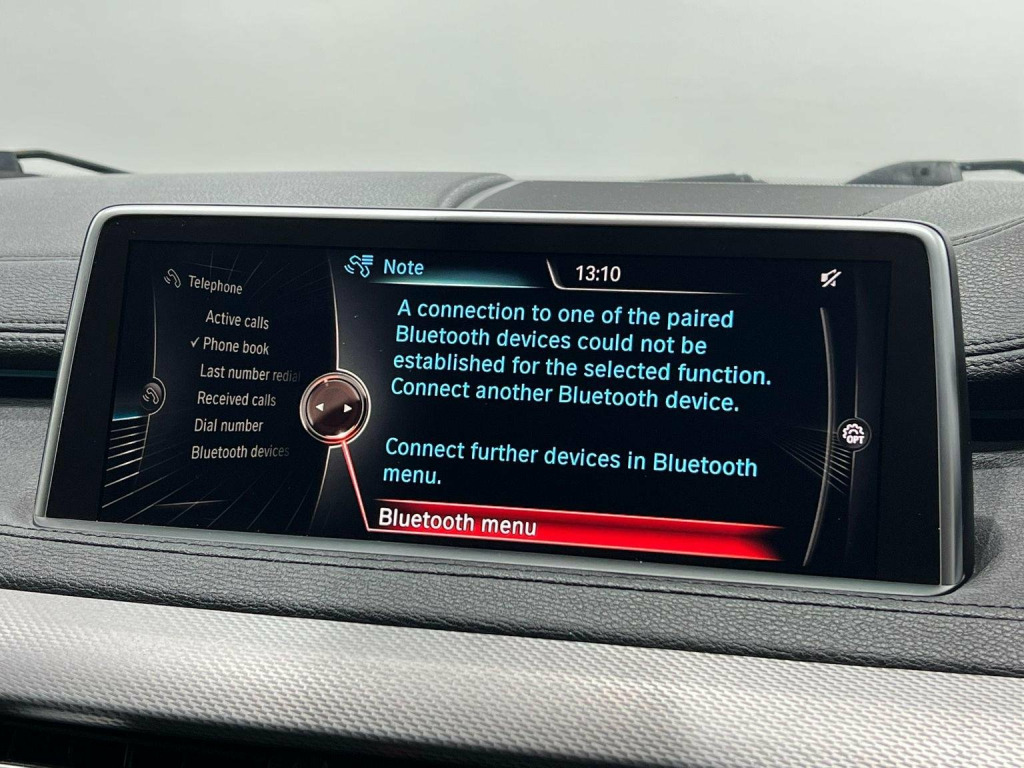 Telephone
Active calls
✓ Phone book
Last number redial
Received calls
Dial number
Bluetooth devices
Note
13:10
A connection to one of the paired
Bluetooth devices could not be
established for the selected function.
Connect another Bluetooth device.
Connect further devices in Bluetooth
menu.
Bluetooth menu
OPT